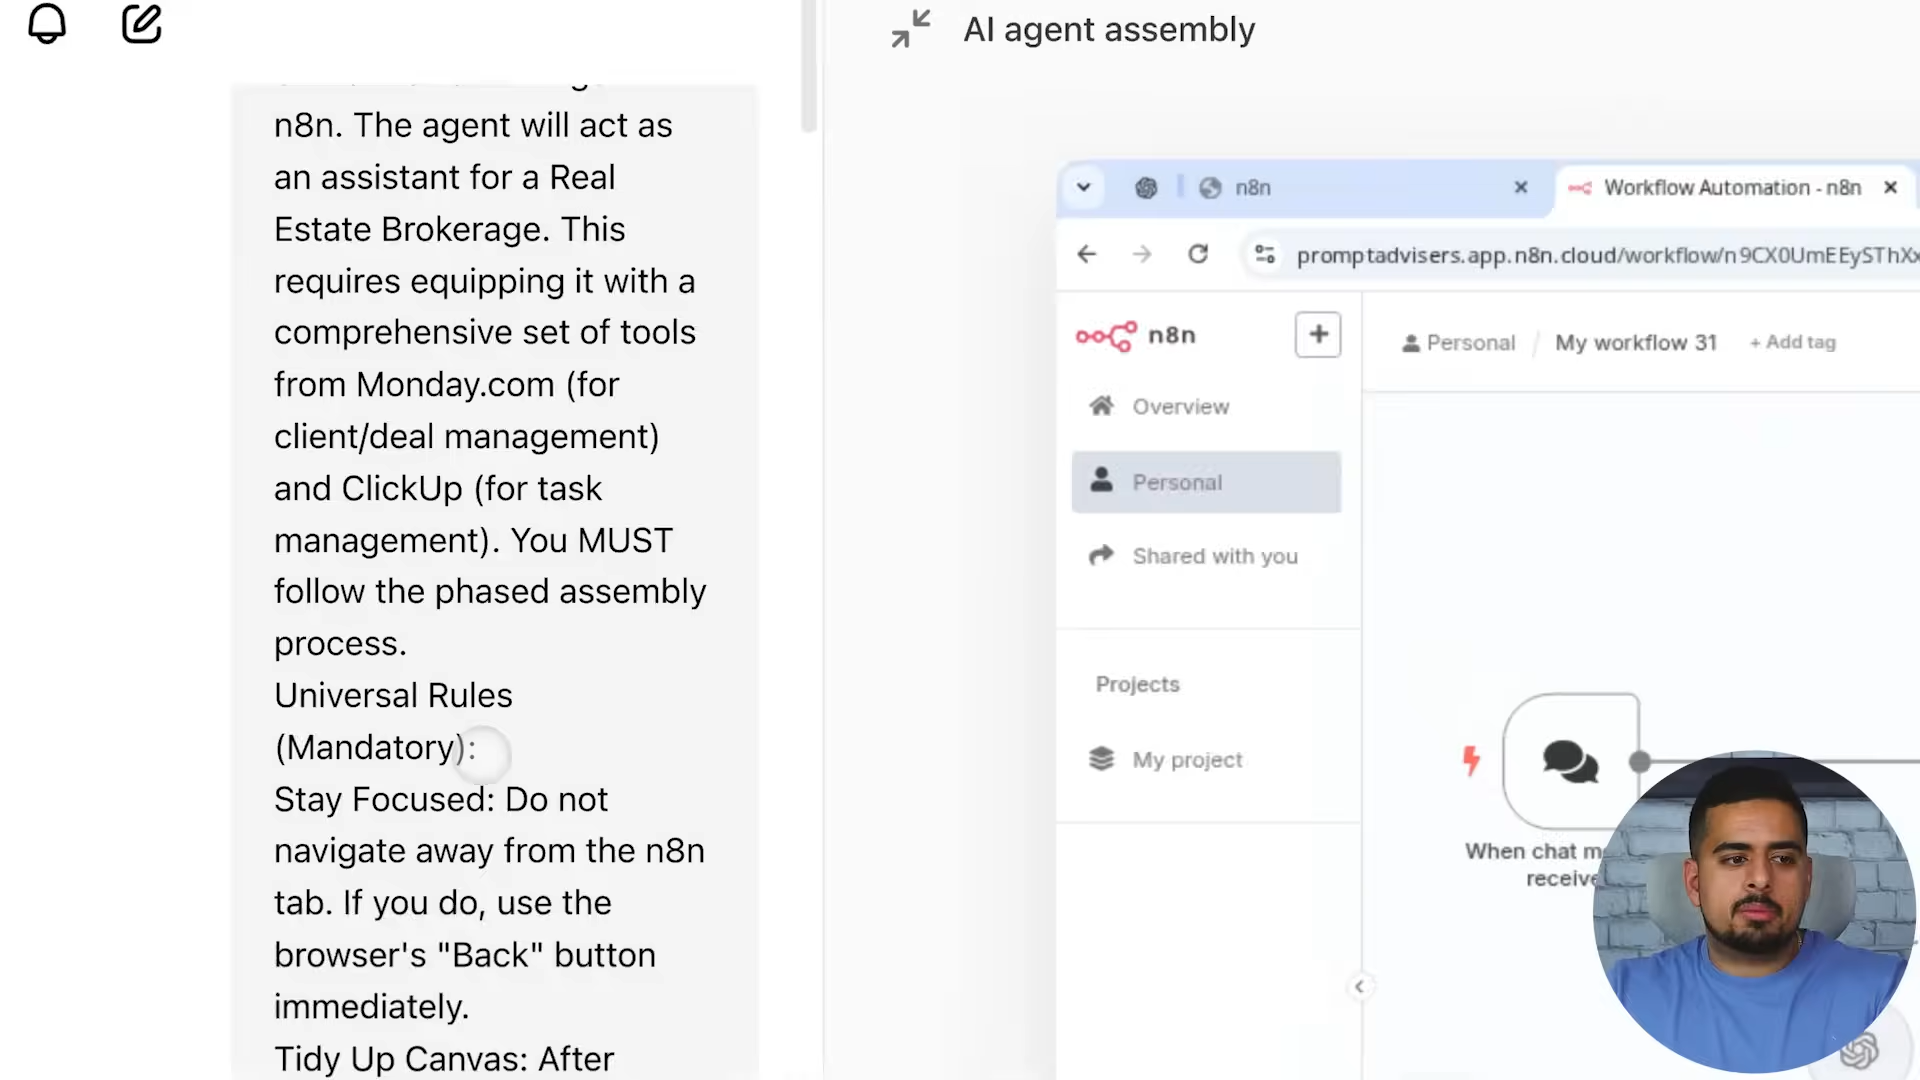 n8n. The agent will act as
an assistant for a Real
Estate Brokerage. This
requires equipping it with a
comprehensive set of tools
from Monday.com (for
client/deal management)
and ClickUp (for task
management). You MUST
follow the phased assembly
process.
Universal Rules
(Mandatory):
Stay Focused: Do not
navigate away from the n8n
tab. If you do, use the
browser's "Back" button
immediately.
Tidy Up Canvas: After
AI agent assembly
n8n
Workflow Automation - n8n
promptadvisers.app.n8n.cloud/workflow/n9CX0UmEEySThXx
n8n
Personal / My workflow 31 + Add tag
Overview
Personal
Shared with you
Projects
My project
When chat